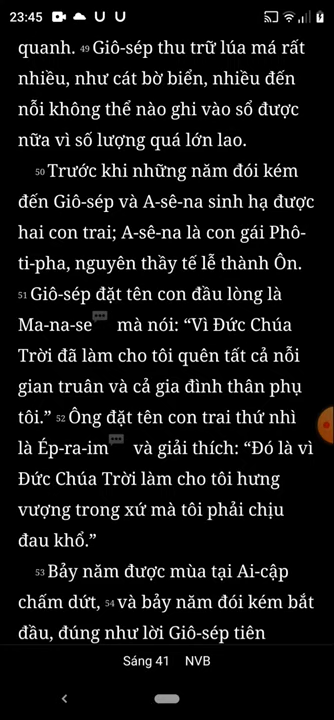 23:45
quanh. 49 Giô-sép thu trữ lúa má rất
nhiều, như cát bờ biển, nhiều đến
nỗi không thể nào ghi vào sổ được
nữa vì số lượng quá lớn lao.
50 Trước khi những năm đói kém
đến Giô-sép và A-sê-na sinh hạ được
hai con trai; A-sê-na là con gái Phô-
ti-pha, nguyên thầy tế lễ thành Ôn.
51 Giô-sép đặt tên con đầu lòng là
Ma-na-se mà nói: “Vì Đức Chúa
Trời đã làm cho tôi quên tất cả nỗi
gian truân và cả gia đình thân phụ
tôi.” 52 Ông đặt tên con trai thứ nhì
là Ép-ra-im và giải thích: “Đó là vì
Đức Chúa Trời làm cho tôi hưng
vượng trong xứ mà tôi phải chịu
đau khổ.”
53 Bảy năm được mùa tại Ai-cập
chấm dứt, 54 và bảy năm đói kém bắt
đầu, đúng như lời Giô-sép tiên
Sáng 41 NVB